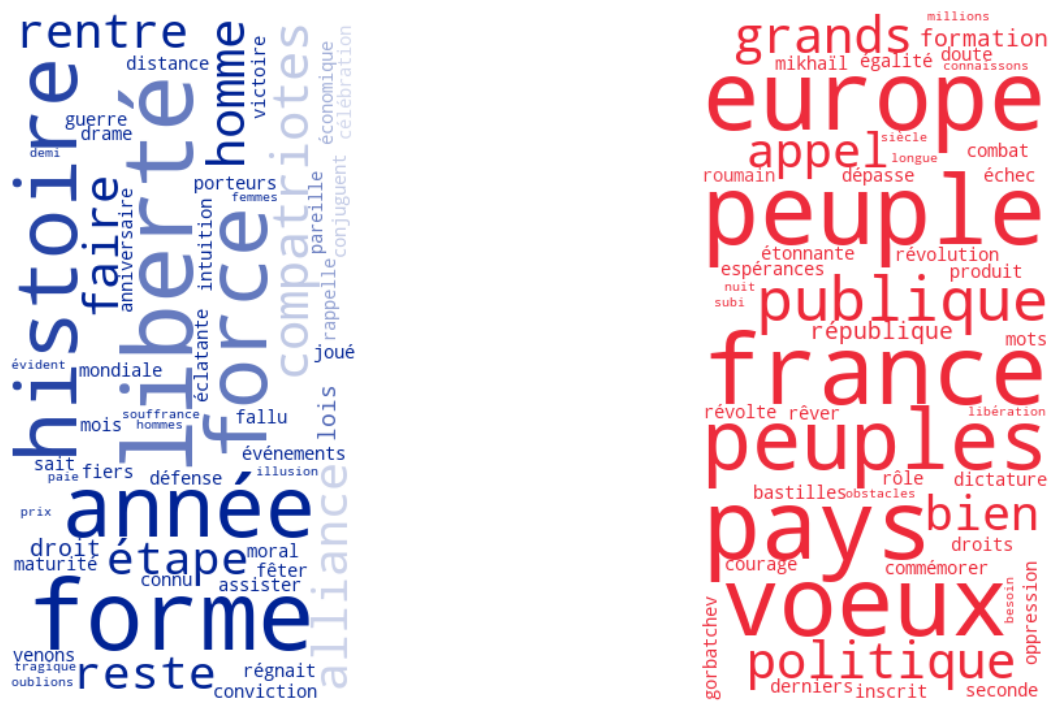 rentre
distance
histoire
liberté
homme
victoire
compatriotes
économique
célébration
guerre
drame
demi
faire
anniversaire
porteurs
femmes
intuition
force
pareille
conjuguent
rappelle
éclatante
joué
évident
mondiale
souffrance
hommes
mois
fallu
lois
événements
sait
paie
fiers
défense
illusion
alliance
année
prix
droit
maturité
étape
connu
moral
fêter
assister
forme
venons
tragique
oublions
reste
régnait
conviction
millions
grands
formation
mikhaïl
égalité
doute
connaissons
europe
siècle
appel
longue
combat
roumain
dépasse
échec
peuple
étonnante
révolution
espérances
produit
nuit
subi
publique
république
mots
france
révolte
rêver
libération
peuples
rôle
dictature
bastilles
obstacles
pays
bien
droits
courage
commémorer
voeux
besoin
oppression
gorbatchev
politique
derniers
inscrit
seconde